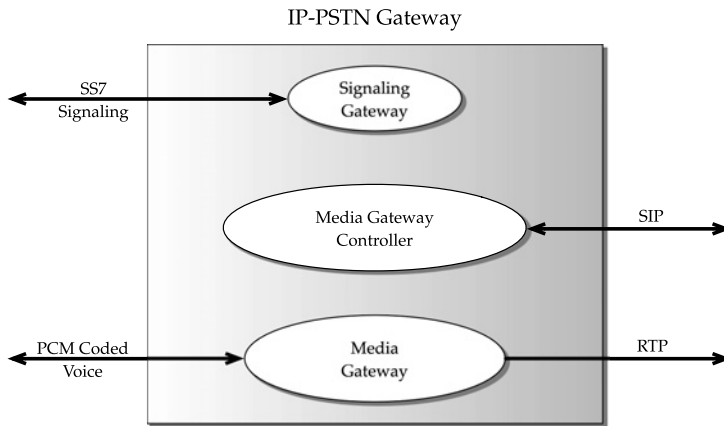 IP-PSTN Gateway
SS7
Signaling
Signaling
Gateway
Media Gateway
Controller
SIP
PCM Coded
Voice
Media
Gateway
RTP